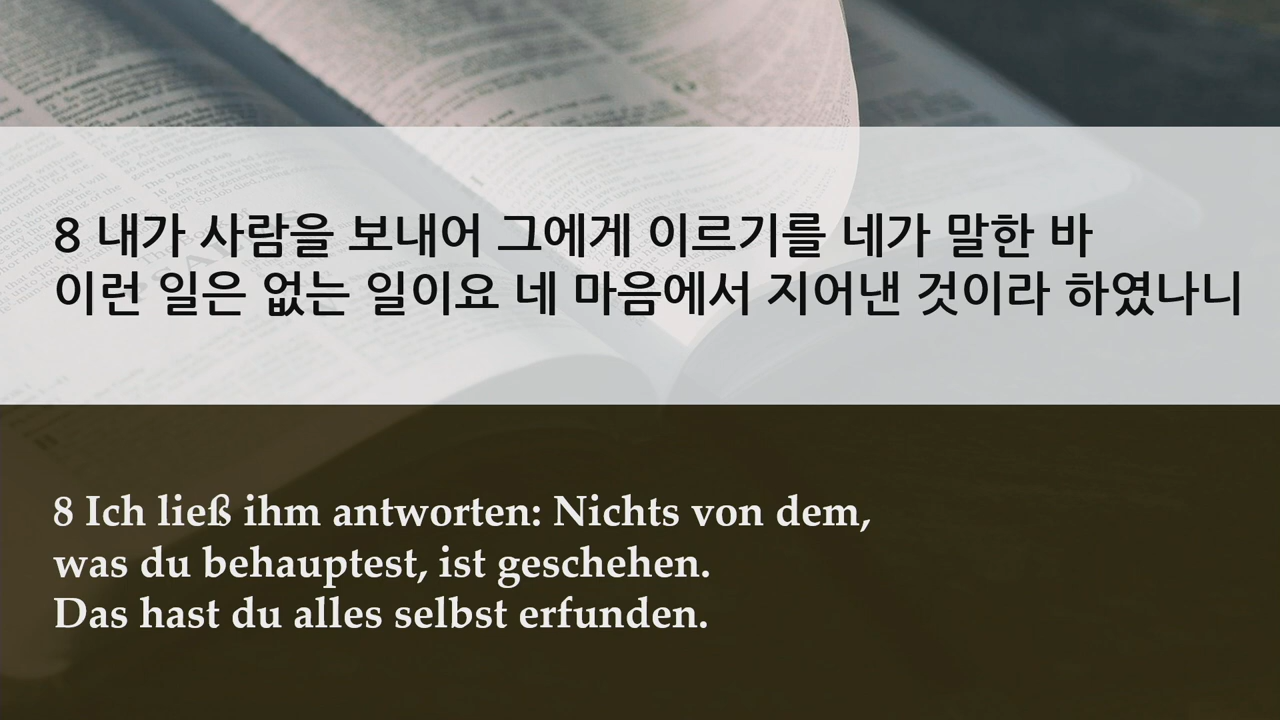 8 내가 사람을 보내어 그에게 이르기를 네가 말한 바
이런 일은 없는 일이요 네 마음에서 지어낸 것이라 하였나니
8 Ich ließ ihm antworten: Nichts von dem,
was du behauptest, ist geschehen.
Das hast du alles selbst erfunden.